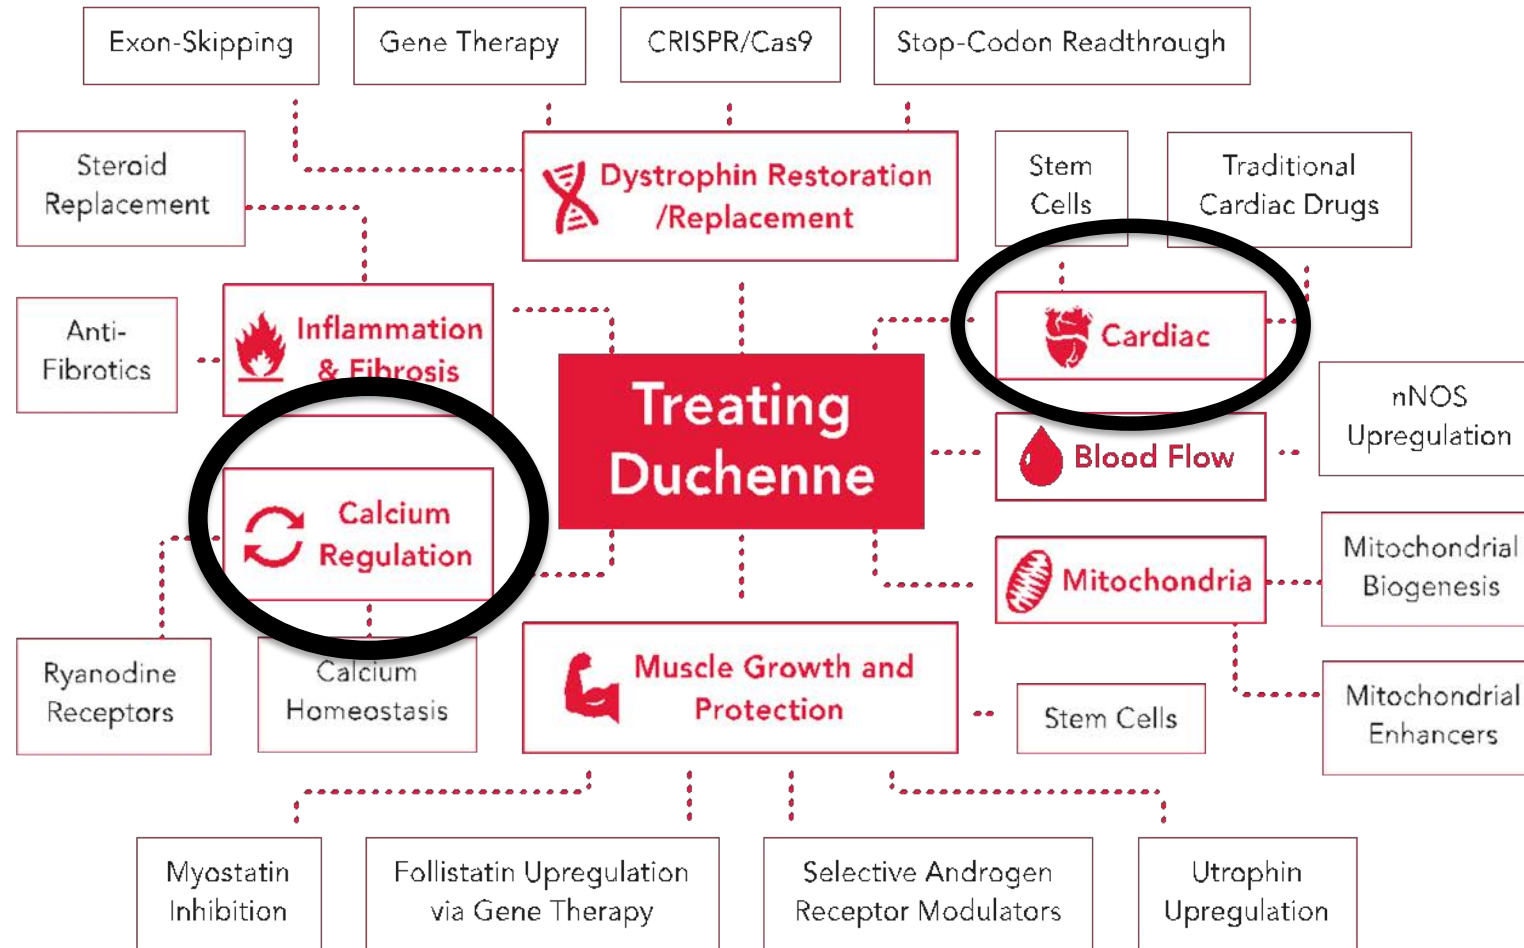 Exon-Skipping
Gene Therapy
CRISPR/Cas9
Stop-Codon Readthrough
Steroid
Replacement
Dystrophin Restoration
/Replacement
Stem
Cells
Traditional
Cardiac Drugs
Anti-
Fibrotics
Inflammation
& Fibrosis
Cardiac
Treating
Duchenne
nNOS
Upregulation
Blood Flow
Calcium
Regulation
Mitochondria
Mitochondrial
Biogenesis
Ryanodine
Receptors
Calcium
Homeostasis
Muscle Growth and
Protection
Stem Cells
Mitochondrial
Enhancers
Myostatin
Inhibition
Follistatin Upregulation
via Gene Therapy
Selective Androgen
Receptor Modulators
Utrophin
Upregulation